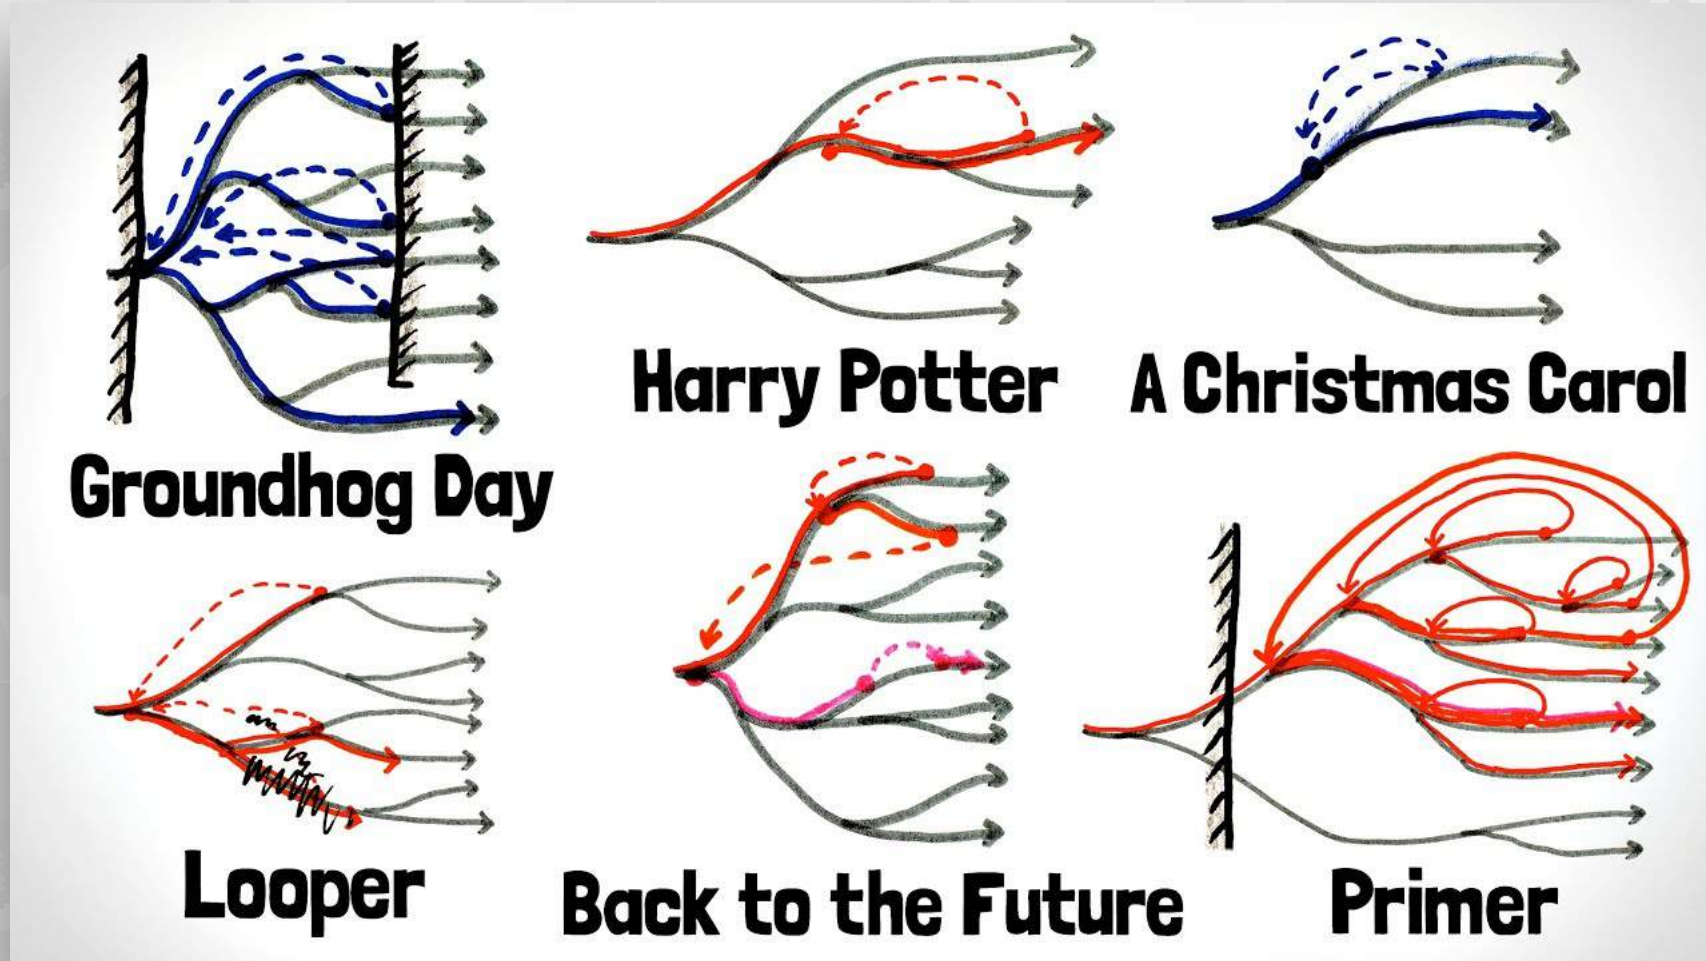 Groundhog Day
Harry Potter
A Christmas Carol
Looper
Back to the Future
Primer